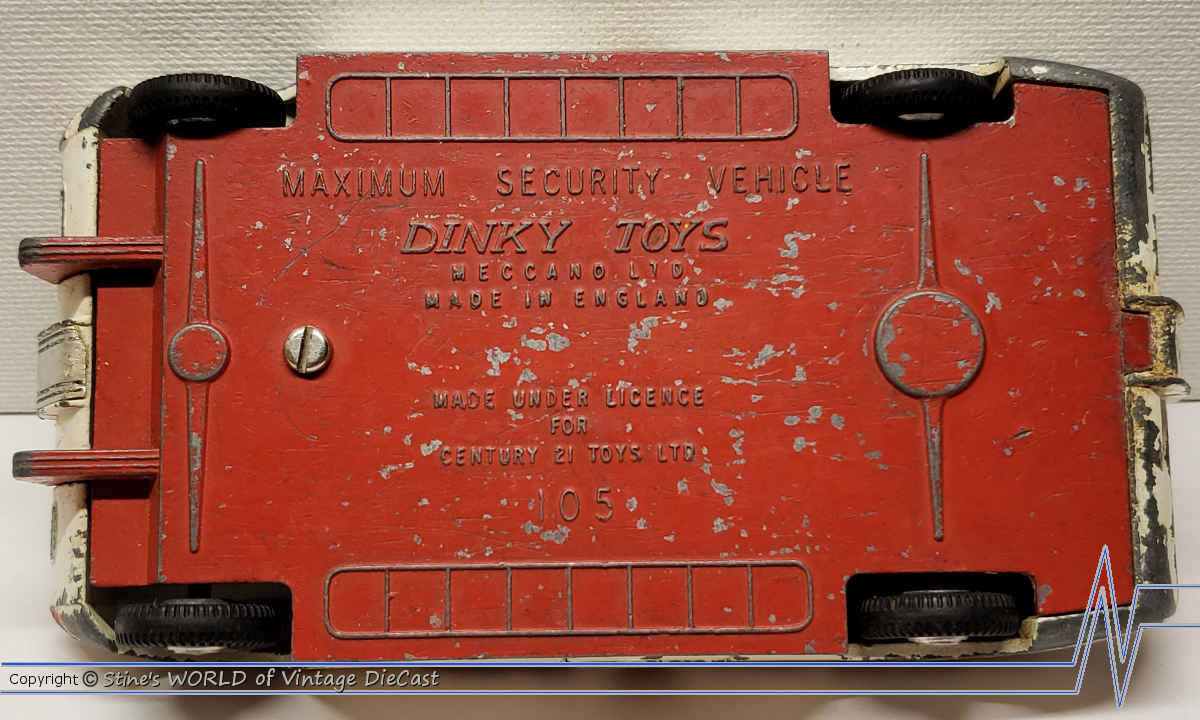 MAXIMUM SECURITY VEHICLE
DINKY TOYS
MECCANO LTD
MADE IN ENGLAND
MADE UNDER LICENCE
FOR
CENTURY 21 TOYS LTD
105
Copyright © Stine's WORLD of Vintage DieCast